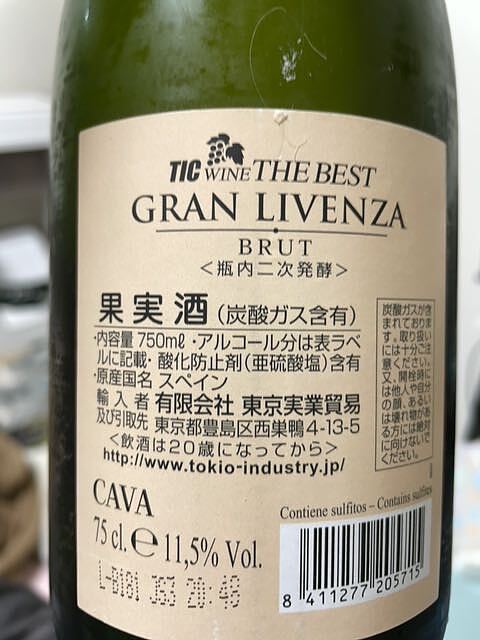 TIC WINE THE BEST
GRAN LIVENZA
BRUT
<瓶内二次発酵>
果実酒(炭酸ガス含有)
・内容量 750mℓ・アルコール分は表ラベ
ルに記載・酸化防止剤(亜硫酸塩)含有
・原産国名 スペイン
輸入者 有限会社 東京実業貿易
及び引取先 東京都豊島区西巣鴨4-13-5
<飲酒は20歳になってから>
http://www.tokio-industry.jp/
炭酸ガスが含
まれておりま
す。取り扱い
には十分ご注
意ください。
又、開栓時に
は他人や自分
の顔、あるい
は壊れ物があ
る方には絶対
に向けないで
ください。
CAVA
75 cl. e 11,5% Vol.
Contiene sulfitos – Contains sulfites
L-0181 353 20:48
8 411277 205715